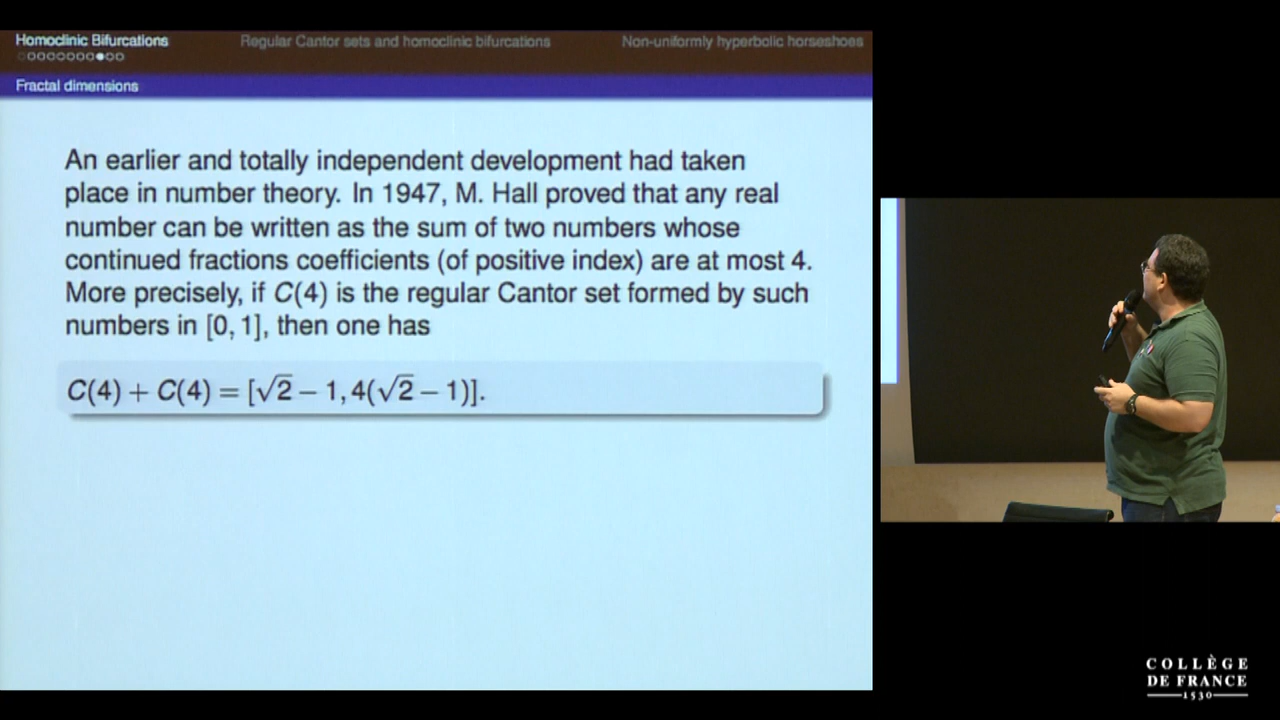 Homoclinic Bifurcations
Regular Cantor sets and homoclinic bifurcations
Non-uniformly hyperbolic horseshoes
Fractal dimensions
An earlier and totally independent development had taken
place in number theory. In 1947, M. Hall proved that any real
number can be written as the sum of two numbers whose
continued fractions coefficients (of positive index) are at most 4.
More precisely, if C(4) is the regular Cantor set formed by such
numbers in [0, 1], then one has
C(4) + C(4) = [√2 − 1, 4(√2 − 1)].
COLLÈGE
DE FRANCE
1530